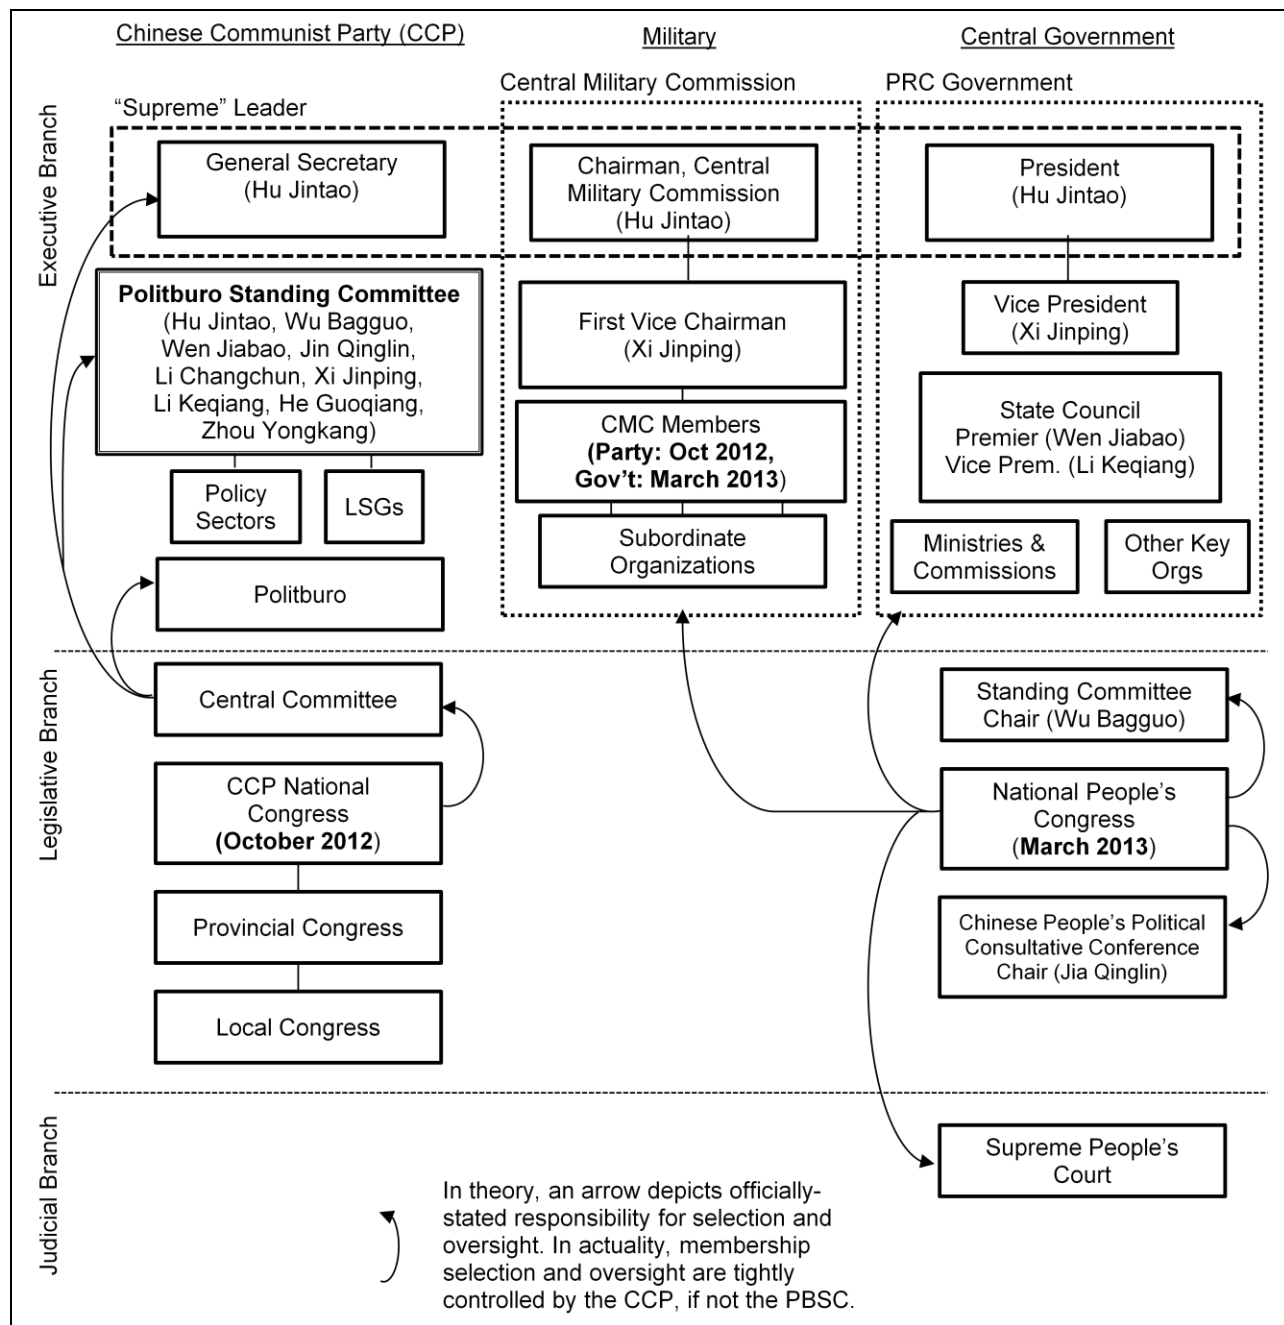 Chinese Communist Party (CCP)
Military
Central Government
Central Military Commission
PRC Government
Executive Branch
“Supreme” Leader
General Secretary
(Hu Jintao)
Chairman, Central
Military Commission
(Hu Jintao)
President
(Hu Jintao)
Politburo Standing Committee
(Hu Jintao, Wu Bagguo,
Wen Jiabao, Jin Qinglin,
Li Changchun, Xi Jinping,
Li Keqiang, He Guoqiang,
Zhou Yongkang)
First Vice Chairman
(Xi Jinping)
Vice President
(Xi Jinping)
CMC Members
(Party: Oct 2012,
Gov’t: March 2013)
State Council
Premier (Wen Jiabao)
Vice Prem. (Li Keqiang)
Policy
Sectors
LSGs
Subordinate
Organizations
Ministries &
Commissions
Other Key
Orgs
Politburo
Legislative Branch
Central Committee
Standing Committee
Chair (Wu Bagguo)
CCP National
Congress
(October 2012)
National People’s
Congress
(March 2013)
Provincial Congress
Chinese People’s Political
Consultative Conference
Chair (Jia Qinglin)
Local Congress
Judicial Branch
Supreme People’s
Court
In theory, an arrow depicts officially-
stated responsibility for selection and
oversight. In actuality, membership
selection and oversight are tightly
controlled by the CCP, if not the PBSC.